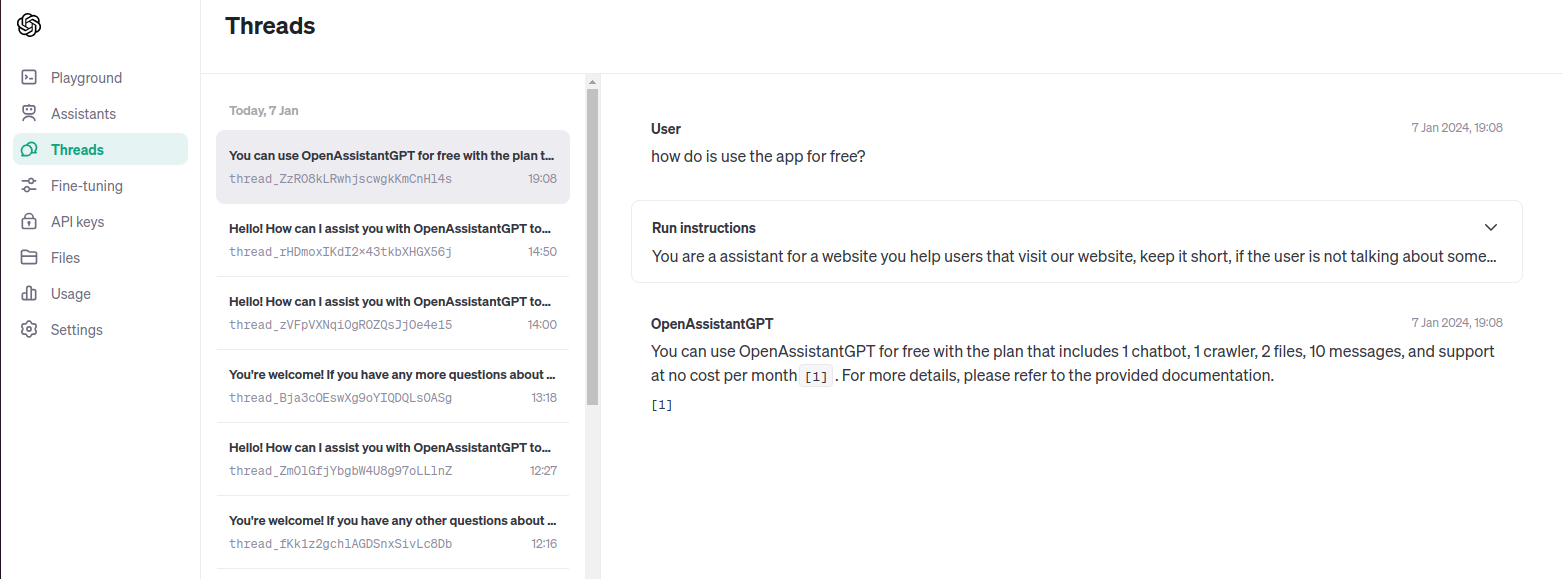 Threads
Playground
Assistants
Threads
Fine-tuning
API keys
Files
Usage
Settings
Today, 7 Jan
You can use OpenAssistantGPT for free with the plan t...
thread_ZzRO8kLRwhjscwgkKmCnHl4s 19:08
Hello! How can I assist you with OpenAssistantGPT to...
thread_rHDmoxIKdI2x43tkbXHGX56j 14:50
Hello! How can I assist you with OpenAssistantGPT to...
thread_zVFpVXNqiOgROZQsJjOe4e15 14:00
You're welcome! If you have any more questions about ...
thread_Bja3cOEswXg9oYIQDQLsOASg 13:18
Hello! How can I assist you with OpenAssistantGPT to...
thread_ZmOlGfjYbgbW4U8g97oLLlnZ 12:27
You're welcome! If you have any other questions about ...
thread_fKk1z2gchlAGDSnxSivLc8Db 12:16
User 7 Jan 2024, 19:08
how do is use the app for free?
Run instructions
You are a assistant for a website you help users that visit our website, keep it short, if the user is not talking about some...
OpenAssistantGPT 7 Jan 2024, 19:08
You can use OpenAssistantGPT for free with the plan that includes 1 chatbot, 1 crawler, 2 files, 10 messages, and support
at no cost per month [1] . For more details, please refer to the provided documentation.
[1]